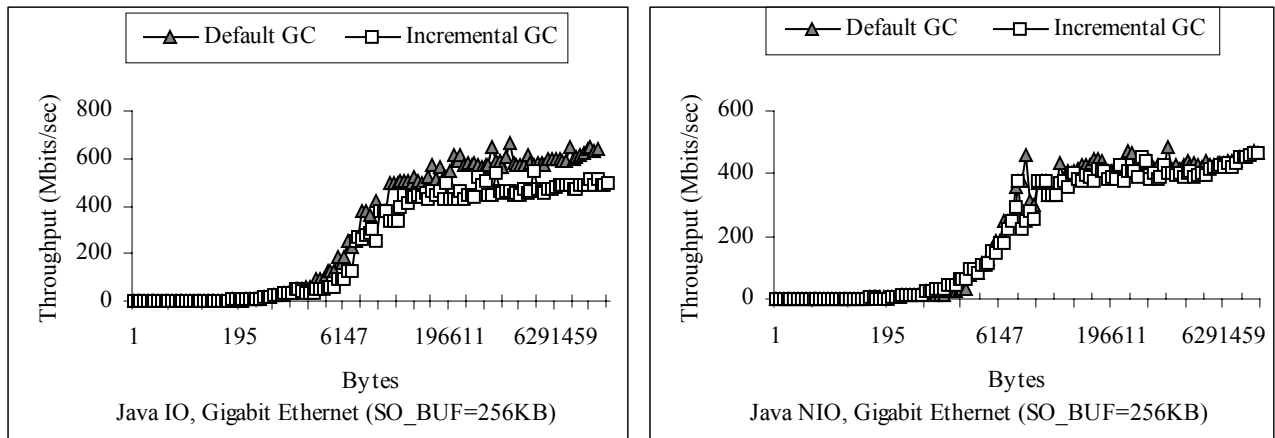 Default GC Incremental GC
800
600
400
200
0
Throughput (Mbits/sec)
1 195 6147 196611 6291459
Bytes
Java IO, Gigabit Ethernet (SO_BUF=256KB)
Default GC Incremental GC
600
400
200
0
Throughput (Mbits/sec)
1 195 6147 196611 6291459
Bytes
Java NIO, Gigabit Ethernet (SO_BUF=256KB)